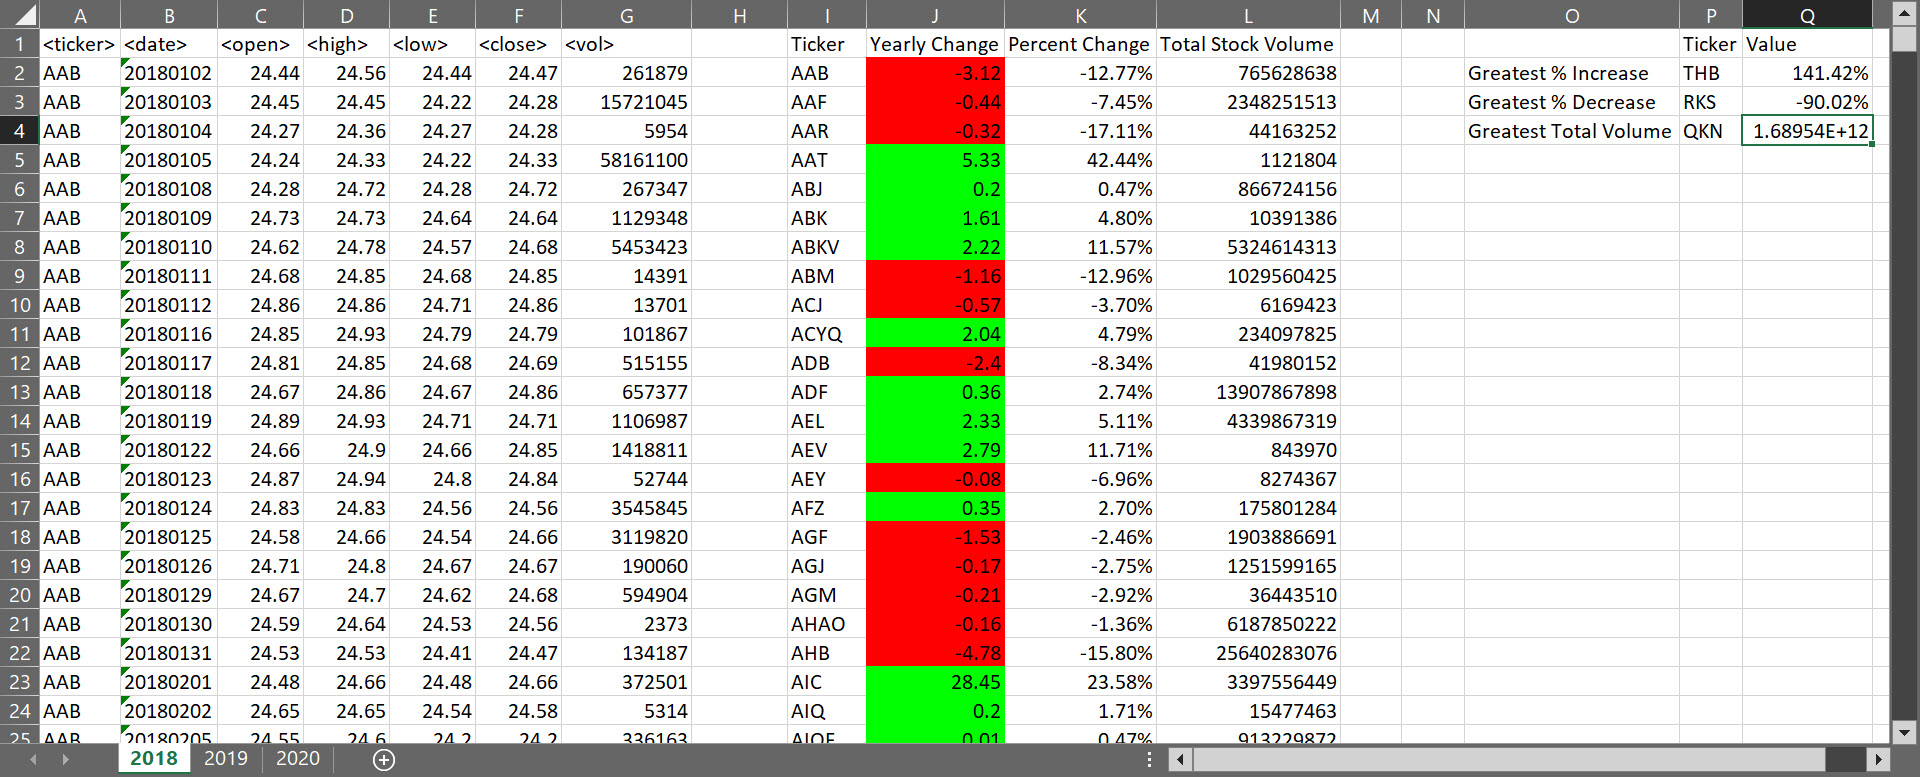 A B C D E F G H I J K L M N O P Q
1 <ticker> <date> <open> <high> <low> <close> <vol> Ticker Yearly Change Percent Change Total Stock Volume Ticker Value
2 AAB 20180102 24.44 24.56 24.44 24.47 261879 AAB -3.12 -12.77% 765628638 Greatest % Increase THB 141.42%
3 AAB 20180103 24.45 24.45 24.22 24.28 15721045 AAF -0.44 -7.45% 2348251513 Greatest % Decrease RKS -90.02%
4 AAB 20180104 24.27 24.36 24.27 24.28 5954 AAR -0.32 -17.11% 44163252 Greatest Total Volume QKN 1.68954E+12
5 AAB 20180105 24.24 24.33 24.22 24.33 58161100 AAT 5.33 42.44% 1121804
6 AAB 20180108 24.28 24.72 24.28 24.72 267347 ABJ 0.2 0.47% 866724156
7 AAB 20180109 24.73 24.73 24.64 24.64 1129348 ABK 1.61 4.80% 10391386
8 AAB 20180110 24.62 24.78 24.57 24.68 5453423 ABKV 2.22 11.57% 5324614313
9 AAB 20180111 24.68 24.85 24.68 24.85 14391 ABM -1.16 -12.96% 1029560425
10 AAB 20180112 24.86 24.86 24.71 24.86 13701 ACJ -0.57 -3.70% 6169423
11 AAB 20180116 24.85 24.93 24.79 24.79 101867 ACYQ 2.04 4.79% 234097825
12 AAB 20180117 24.81 24.85 24.68 24.69 515155 ADB -2.4 -8.34% 41980152
13 AAB 20180118 24.67 24.86 24.67 24.86 657377 ADF 0.36 2.74% 13907867898
14 AAB 20180119 24.89 24.93 24.71 24.71 1106987 AEL 2.33 5.11% 4339867319
15 AAB 20180122 24.66 24.9 24.66 24.85 1418811 AEV 2.79 11.71% 843970
16 AAB 20180123 24.87 24.94 24.8 24.84 52744 AEY -0.08 -6.96% 8274367
17 AAB 20180124 24.83 24.83 24.56 24.56 3545845 AFZ 0.35 2.70% 175801284
18 AAB 20180125 24.58 24.66 24.54 24.66 3119820 AGF -1.53 -2.46% 1903886691
19 AAB 20180126 24.71 24.8 24.67 24.67 190060 AGJ -0.17 -2.75% 1251599165
20 AAB 20180129 24.67 24.7 24.62 24.68 594904 AGM -0.21 -2.92% 36443510
21 AAB 20180130 24.59 24.64 24.53 24.56 2373 AHAO -0.16 -1.36% 6187850222
22 AAB 20180131 24.53 24.53 24.41 24.47 134187 AHB -4.78 -15.80% 25640283076
23 AAB 20180201 24.48 24.66 24.48 24.66 372501 AIC 28.45 23.58% 3397556449
24 AAB 20180202 24.65 24.65 24.54 24.58 5314 AIQ 0.2 1.71% 15477463
25 AAB 20180205 24.55 24.6 24.2 24.2 336163 0.01 0.47% 913229872
2018 2019 2020